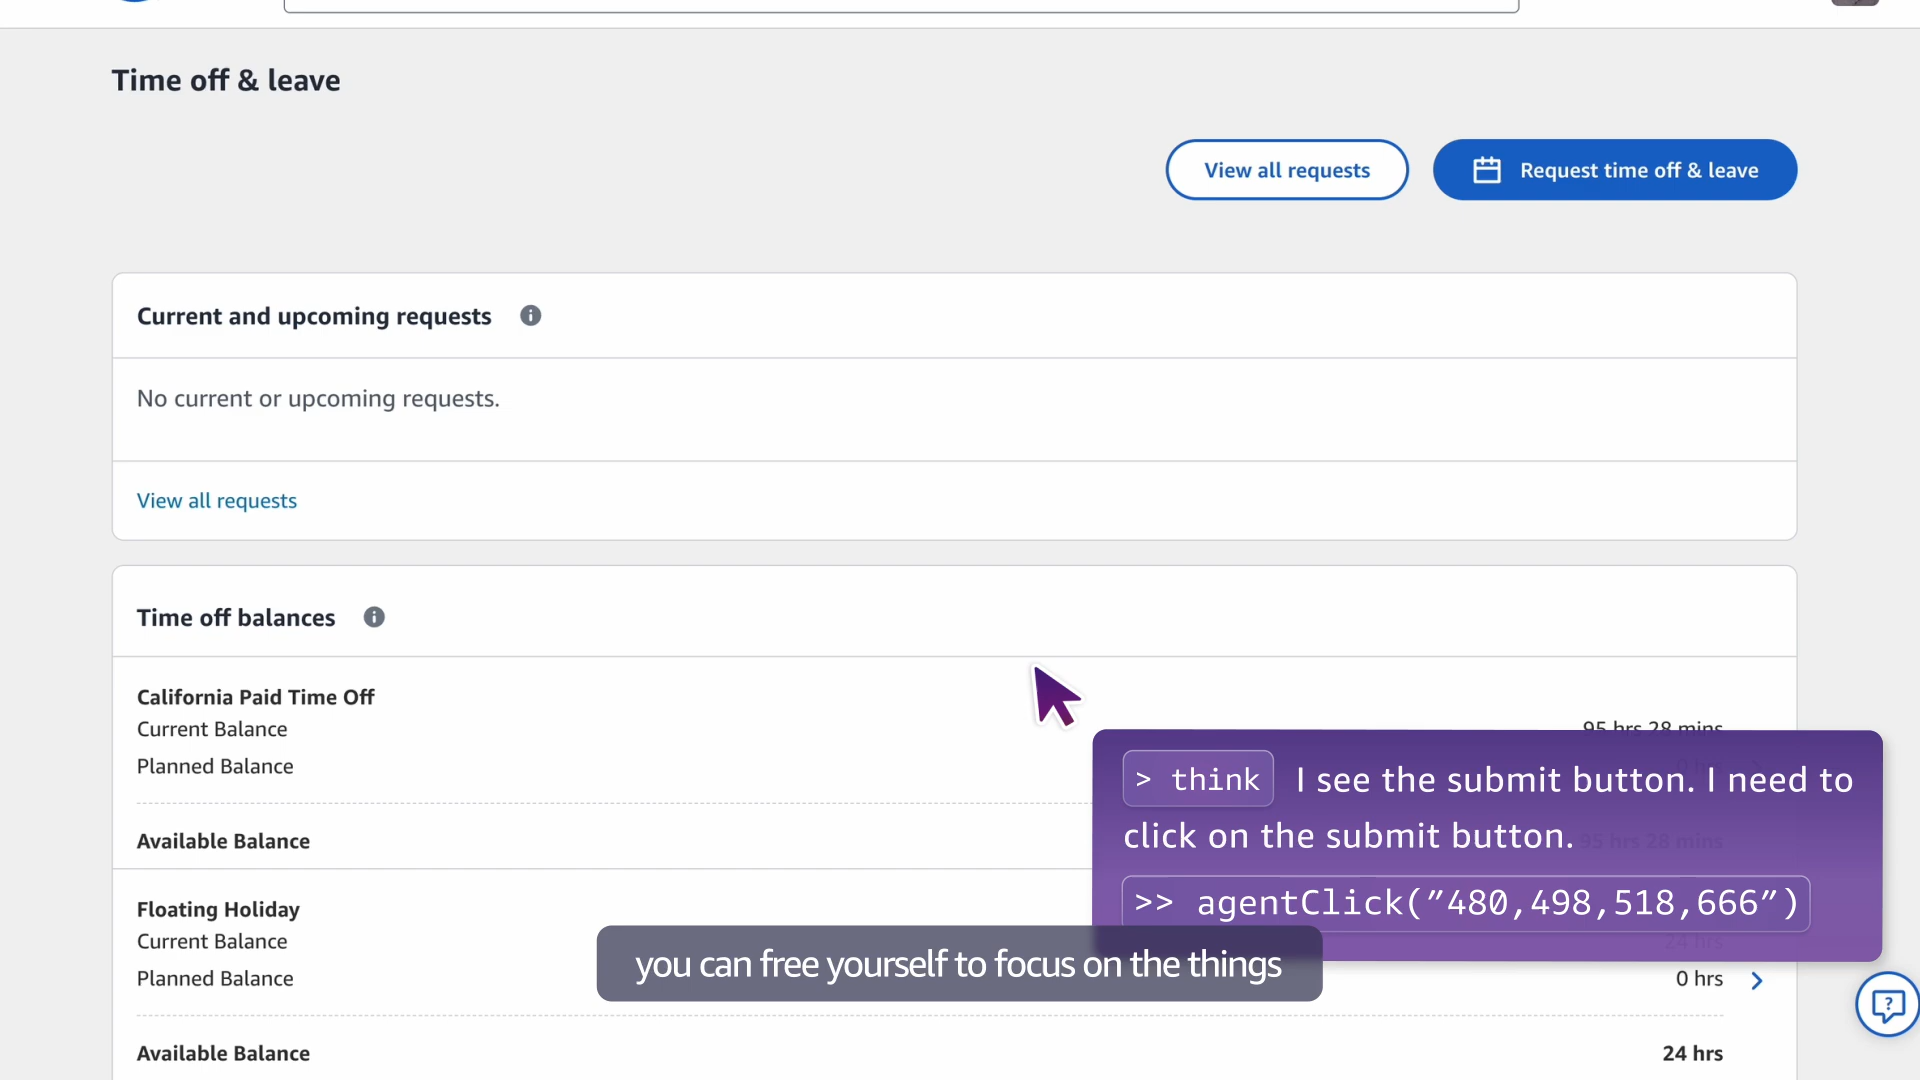 Time off & leave
View all requests
Request time off & leave
Current and upcoming requests
No current or upcoming requests.
View all requests
Time off balances
California Paid Time Off
Current Balance
95 hrs 28 mins
Planned Balance
0 hrs
Available Balance
95 hrs 28 mins
> think I see the submit button. I need to
click on the submit button.
>> agentClick(”480,498,518,666”)
Floating Holiday
Current Balance
24 hrs
Planned Balance
0 hrs
you can free yourself to focus on the things
Available Balance
24 hrs